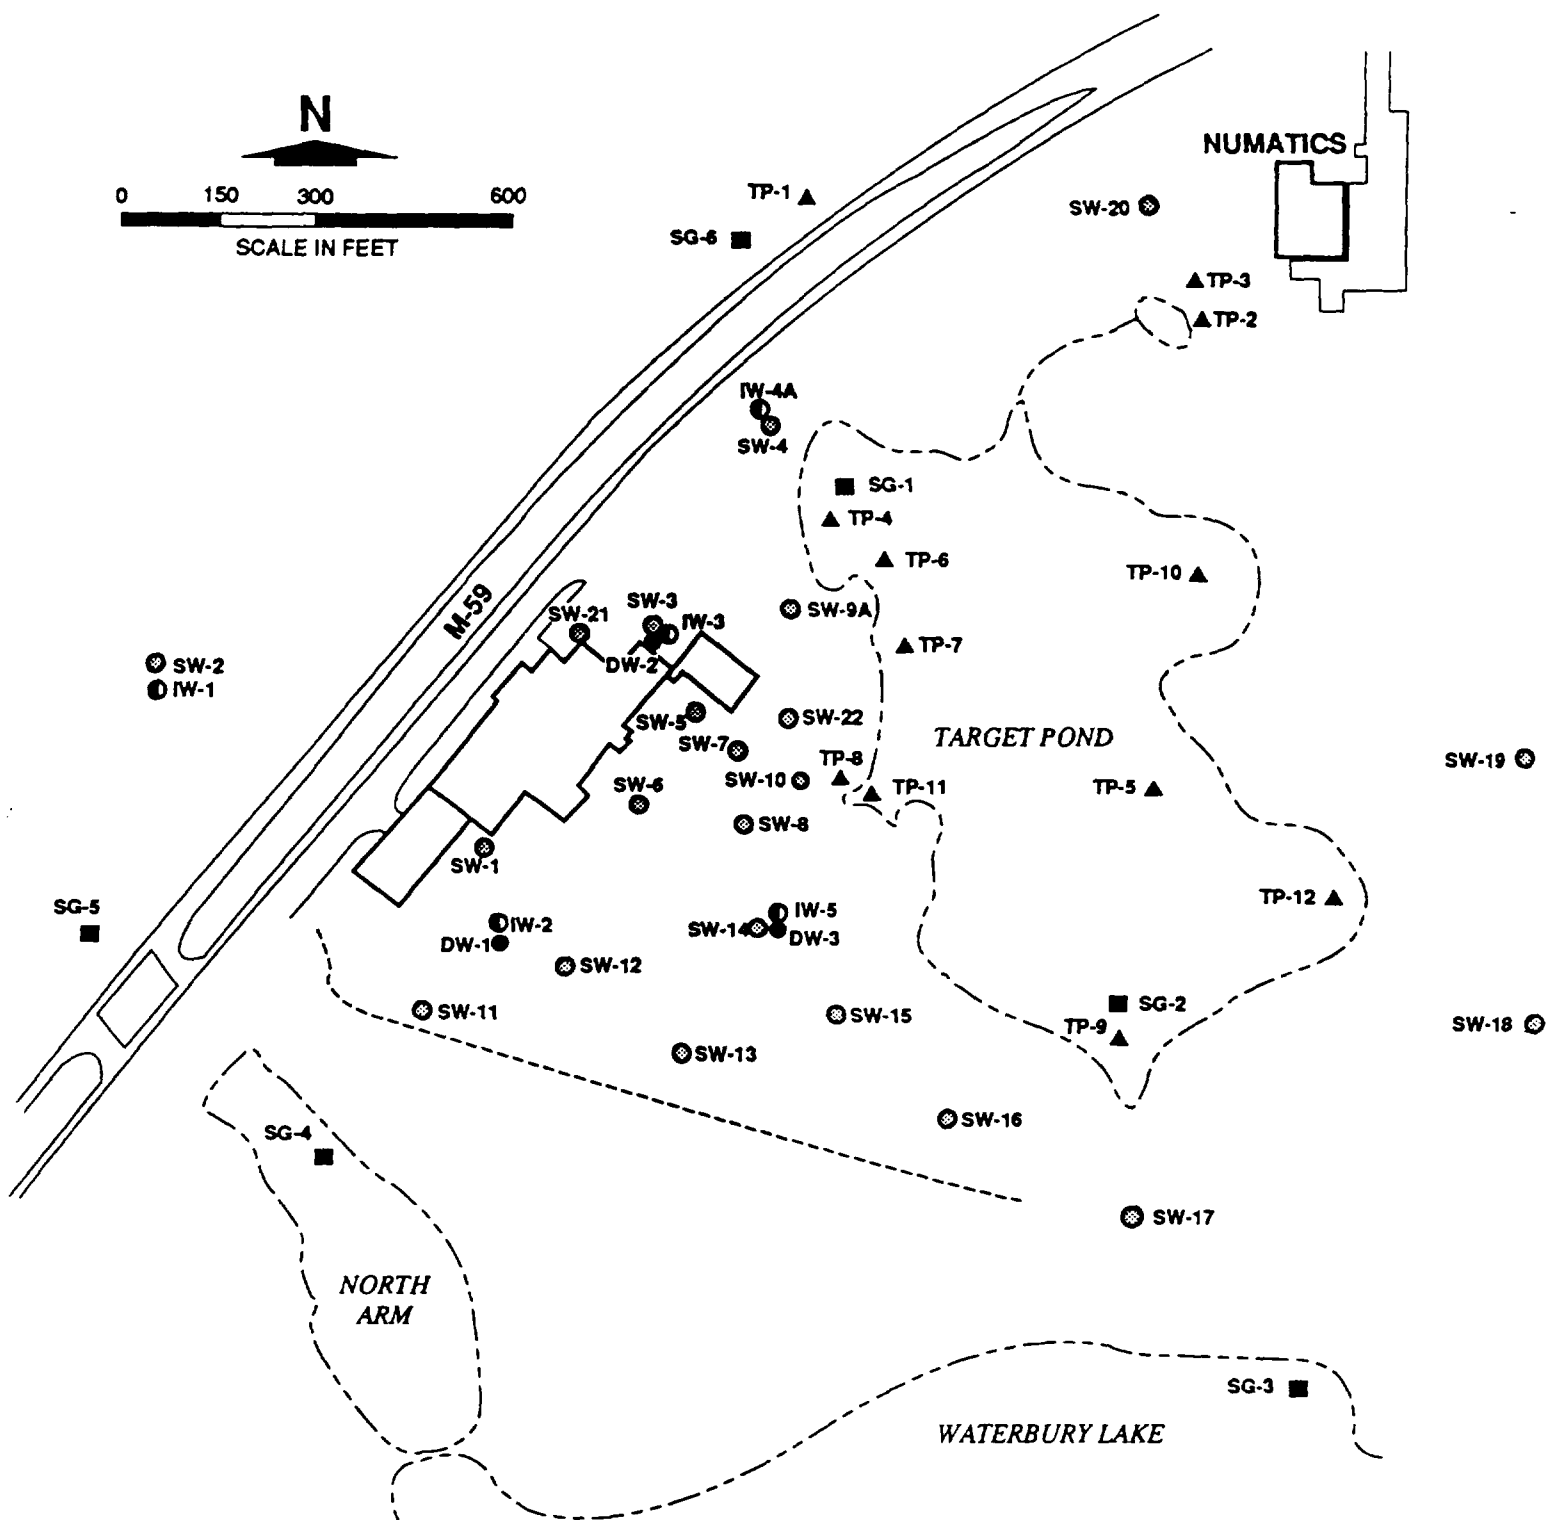 N
NUMATICS
0 150 300 600
SCALE IN FEET
TP-1
SW-20
SG-6
TP-3
TP-2
IW-4A
SW-4
SG-1
TP-4
TP-6
TP-10
M-59
SW-3
SW-21
SW-9A
IW-3
TP-7
DW-2
SW-2
IW-1
SW-5
SW-22
SW-7
TARGET POND
TP-8
SW-19
SW-10
SW-6
TP-11
TP-5
SW-8
SW-1
TP-12
SG-5
IW-5
IW-2
SW-14
DW-3
DW-1
SW-12
SG-2
SW-11
SW-15
TP-9
SW-18
SW-13
SW-16
SG-4
SW-17
NORTH
ARM
SG-3
WATERBURY LAKE